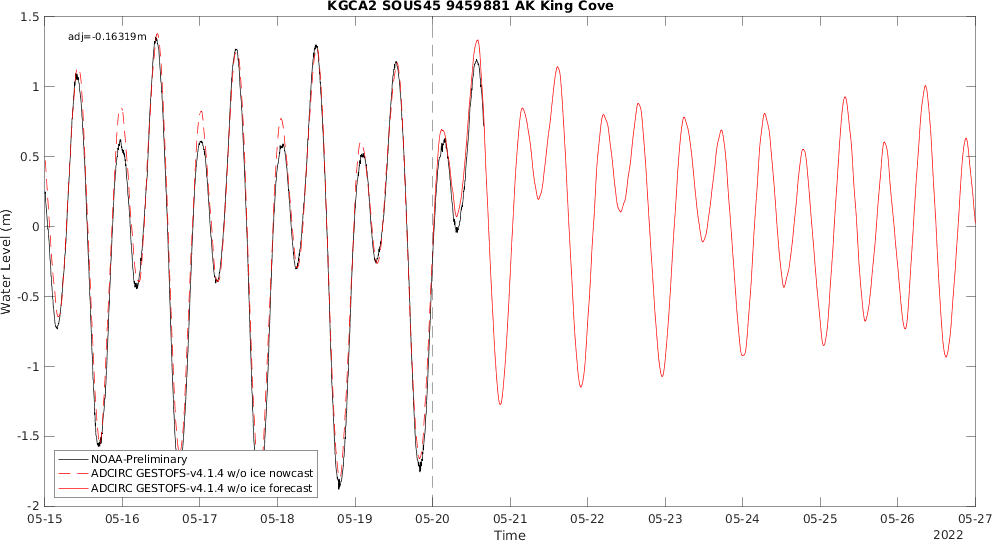 KGCA2 SOUS45 9459881 AK King Cove
adj=-0.16319m
Water Level (m)
1.5
1
0.5
0
-0.5
-1
-1.5
-2
NOAA-Preliminary
ADCIRC GESTOFS-v4.1.4 w/o ice nowcast
ADCIRC GESTOFS-v4.1.4 w/o ice forecast
05-15 05-16 05-17 05-18 05-19 05-20 05-21 05-22 05-23 05-24 05-25 05-26 05-27
Time
2022